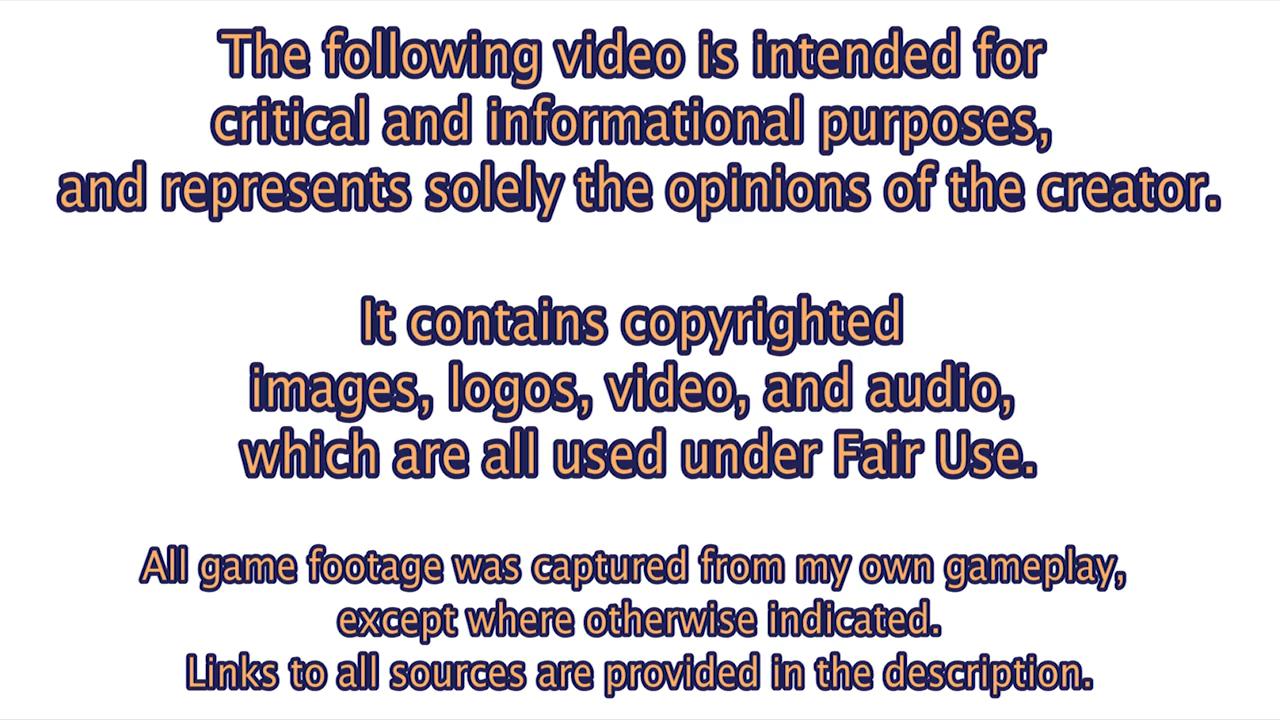 The following video is intended for
critical and informational purposes,
and represents solely the opinions of the creator.
It contains copyrighted
images, logos, video, and audio,
which are all used under Fair Use.
All game footage was captured from my own gameplay,
except where otherwise indicated.
Links to all sources are provided in the description.